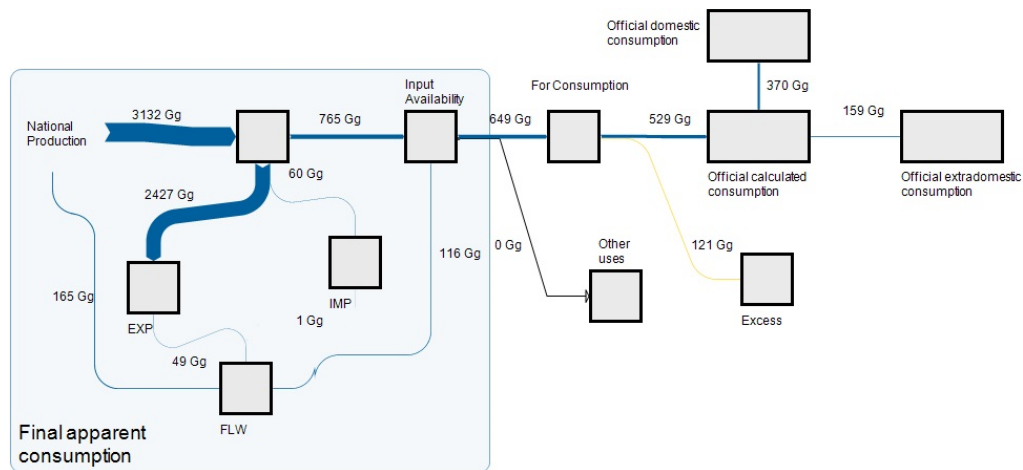 Official domestic
consumption
370 Gg
Input
Availability
For Consumption
National
Production
3132 Gg
765 Gg
649 Gg
529 Gg
159 Gg
Official calculated
consumption
Official extradomestic
consumption
60 Gg
2427 Gg
116 Gg
0 Gg
Other
uses
121 Gg
165 Gg
EXP
IMP
1 Gg
Excess
49 Gg
FLW
Final apparent
consumption